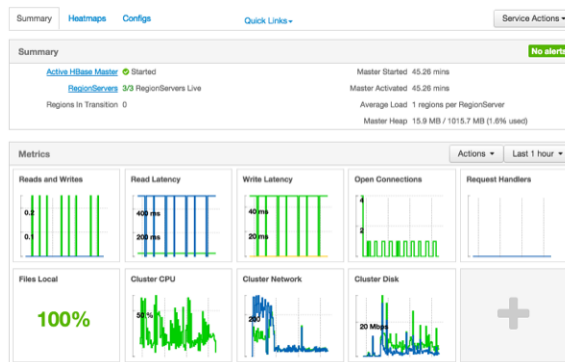 Summary Heatmaps Configs Quick Links Service Actions
Summary No alerts
Active HBase Master Started Master Started 45.26 mins
RegionServers 3/3 RegionServers Live Master Activated 45.26 mins
Regions In Transition 0 Average Load 1 regions per RegionServer
Master Heap 15.9 MB / 1015.7 MB (1.6% used)
Metrics Actions Last 1 hour
Reads and Writes Read Latency Write Latency Open Connections Request Handlers
0.2 400 ms 40 ms 4
0.1 200 ms 20 ms 2
Files Local Cluster CPU Cluster Network Cluster Disk
100% 50 % 20 Mbps